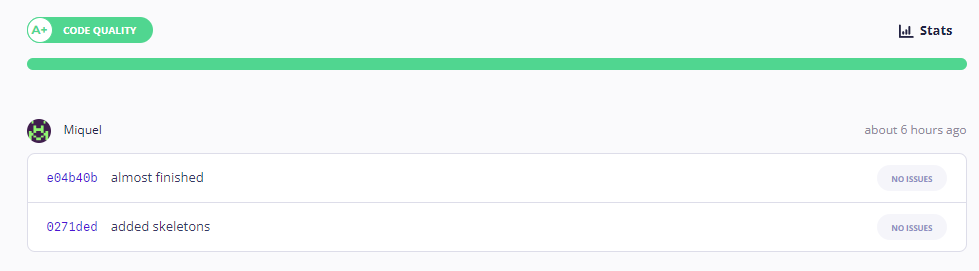 A+ CODE QUALITY Stats
Miquel about 6 hours ago
e04b40b almost finished NO ISSUES
0271ded added skeletons NO ISSUES